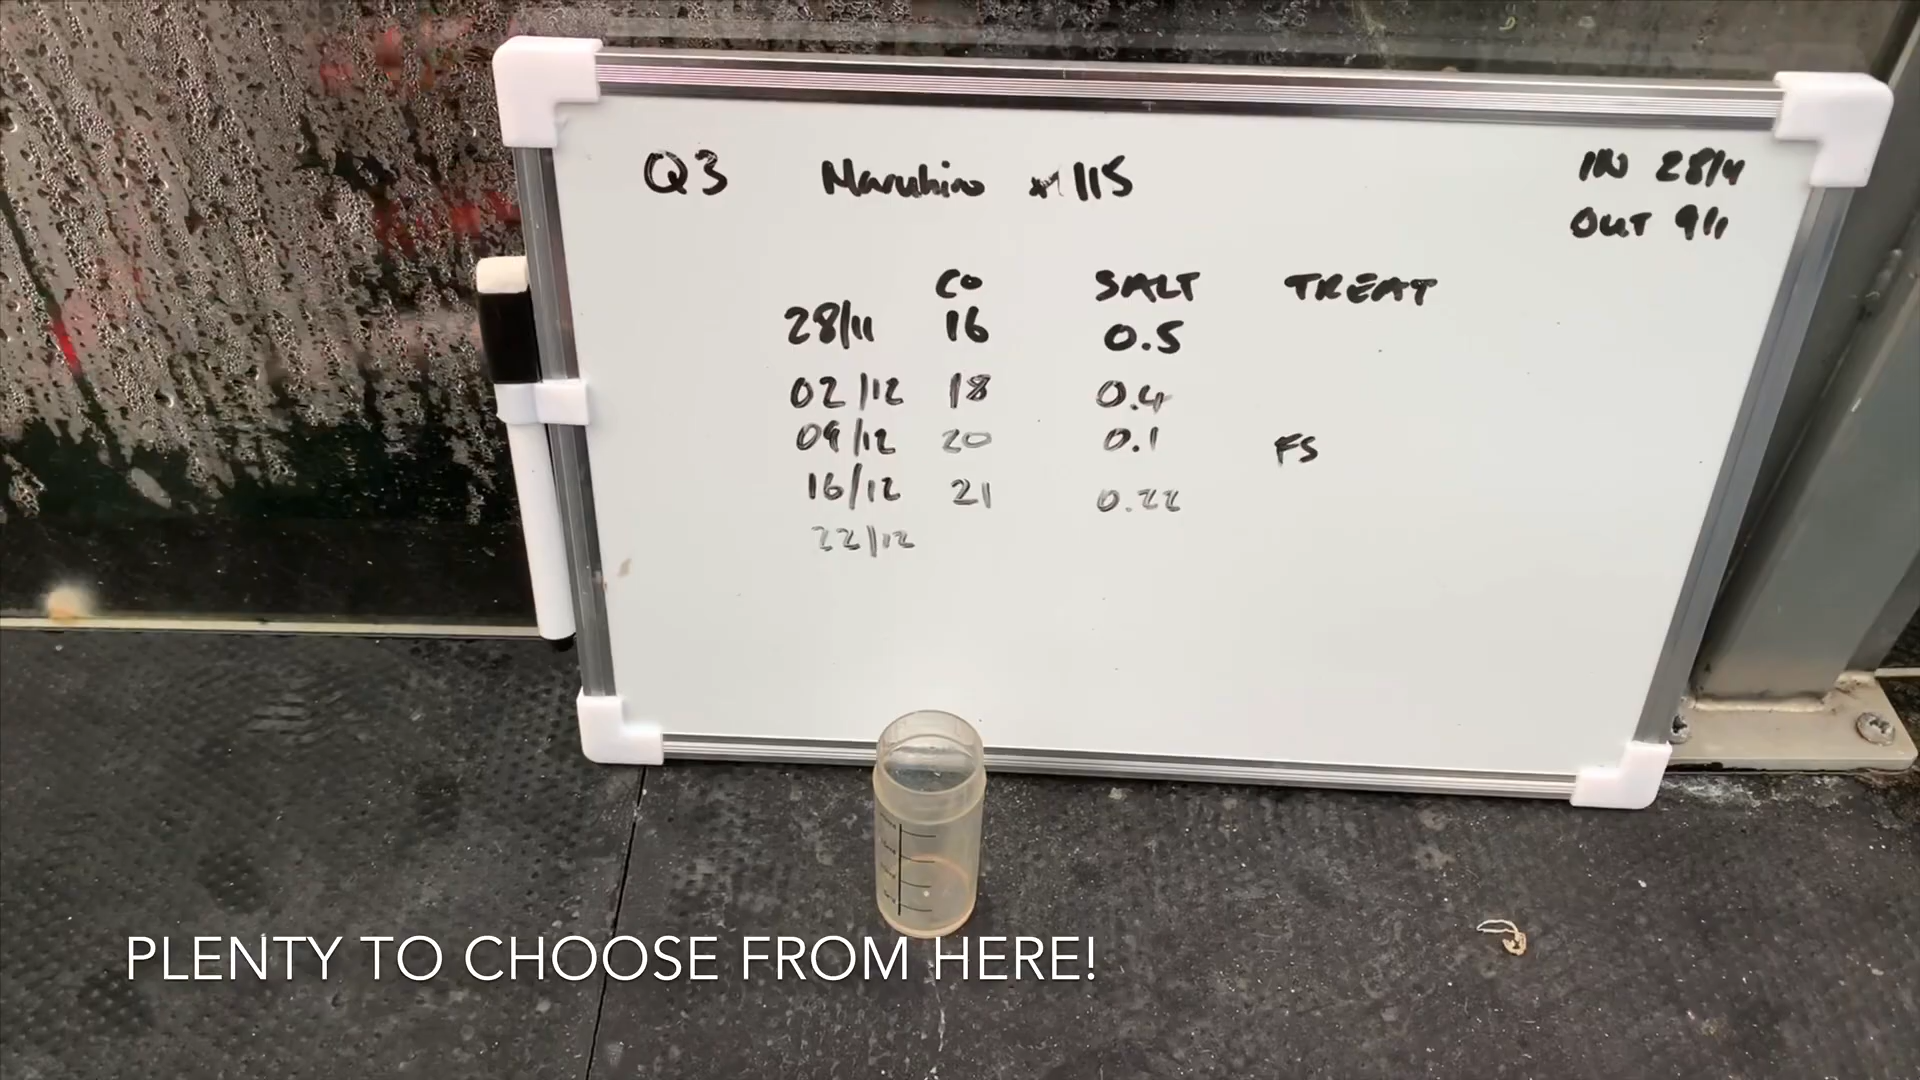 Q3 Maruhiro x 115
IN 28/11
OUT 9/1
CO SALT TREAT
28/11 16 0.5
02/12 18 0.4
09/12 20 0.1 FS
16/12 21 0.22
22/12
PLENTY TO CHOOSE FROM HERE!